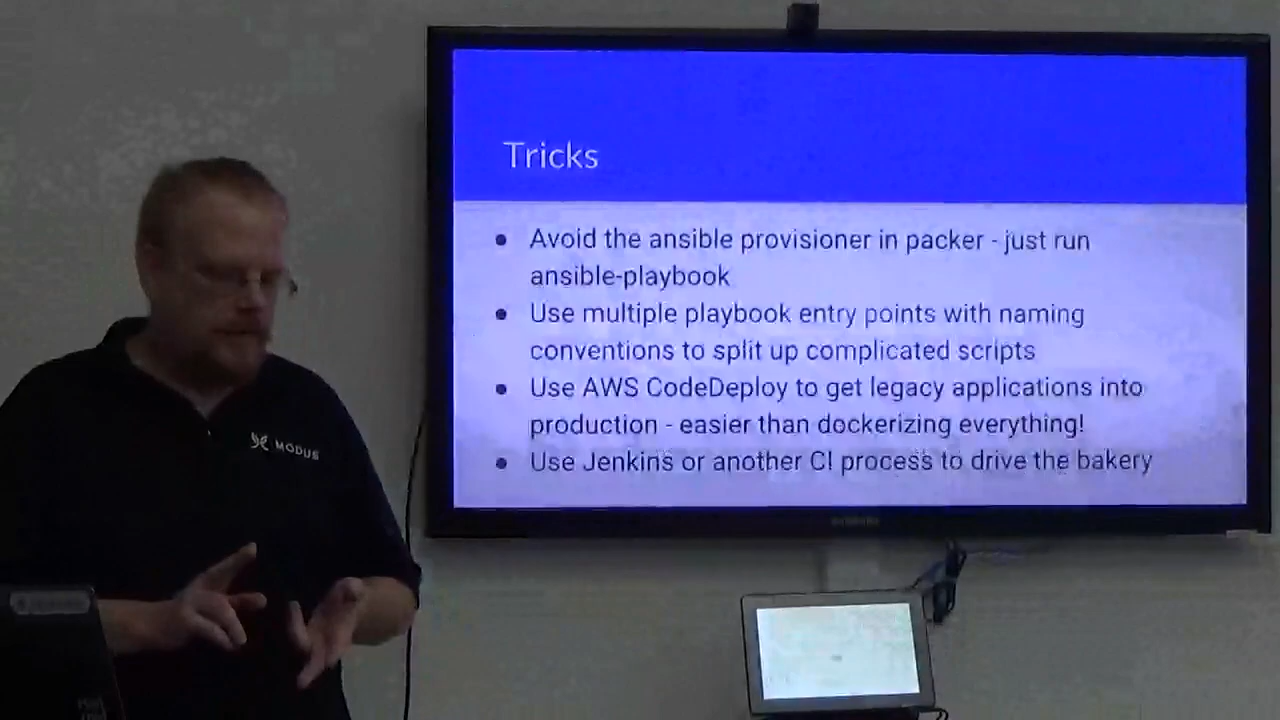 Tricks
Avoid the ansible provisioner in packer - just run
ansible-playbook
Use multiple playbook entry points with naming
conventions to split up complicated scripts
Use AWS CodeDeploy to get legacy applications into
production - easier than dockerizing everything!
Use Jenkins or another CI process to drive the bakery
MODUS
SAMSUNG